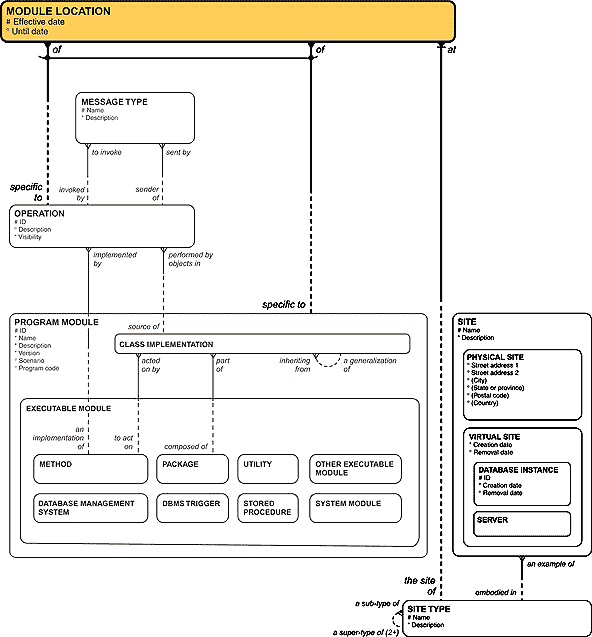 MODULE LOCATION
# Effective date
° Until date
of
of
at
MESSAGE TYPE
# Name
* Description
to invoke
sent by
specific
to
invoked
by
sender
of
OPERATION
# ID
* Description
* Visibility
implemented
by
performed by
objects in
specific to
source of
PROGRAM MODULE
# ID
* Name
* Description
* Version
° Scenario
° Program code
CLASS IMPLEMENTATION
acted
on by
part
of
inheriting
from
a generalization
of
EXECUTABLE MODULE
an
implementation
of
to act
on
composed of
METHOD
PACKAGE
UTILITY
OTHER EXECUTABLE
MODULE
DATABASE MANAGEMENT
SYSTEM
DBMS TRIGGER
STORED
PROCEDURE
SYSTEM MODULE
SITE
# Name
* Description
PHYSICAL SITE
* Street address 1
° Street address 2
° (City)
° (State or province)
° (Postal code)
° (Country)
VIRTUAL SITE
* Creation date
° Removal date
DATABASE INSTANCE
# ID
* Creation date
° Removal date
SERVER
an example of
the site
of
embodied in
a sub-type of
SITE TYPE
# Name
* Description
a super-type of (2+)